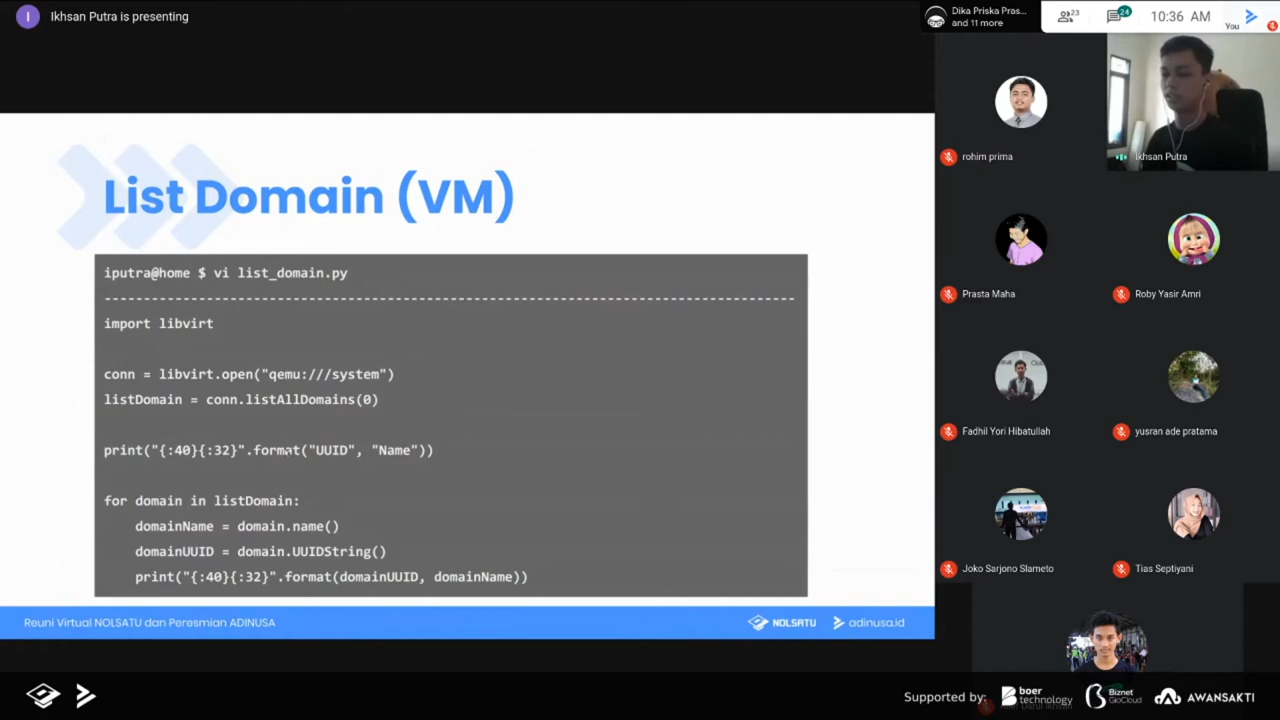 I
Ikhsan Putra is presenting
Dika Priska Pras...
and 11 more
23
24
10:36 AM
You
List Domain (VM)
iputra@home $ vi list_domain.py
----------------------------------------------------------------------------------------
import libvirt
conn = libvirt.open("qemu:///system")
listDomain = conn.listAllDomains(0)
print("{:40}{:32}".format("UUID", "Name"))
for domain in listDomain:
domainName = domain.name()
domainUUID = domain.UUIDString()
print("{:40}{:32}".format(domainUUID, domainName))
Reuni Virtual NOLSATU dan Peresmian ADINUSA
NOLSATU
adinusa.id
rohim prima
Ikhsan Putra
Prasta Maha
Roby Yasir Amri
Fadhil Yori Hibatullah
yusran ade pratama
Joko Sarjono Slameto
Tias Septiyani
Supported by:
boer technology
Biznet GioCloud
AWANSAKTI